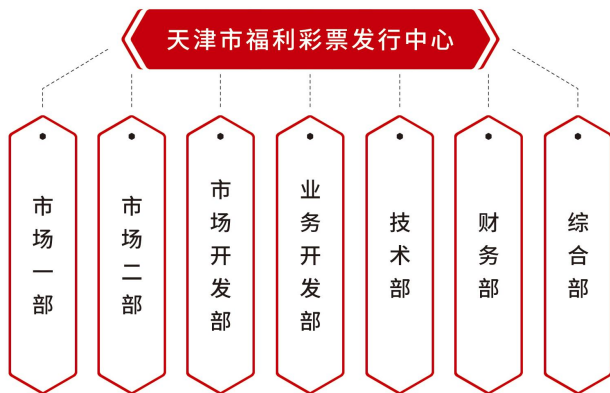 天津市福利彩票发行中心
市场一部
市场二部
市场开发部
业务开发部
技术部
财务部
综合部